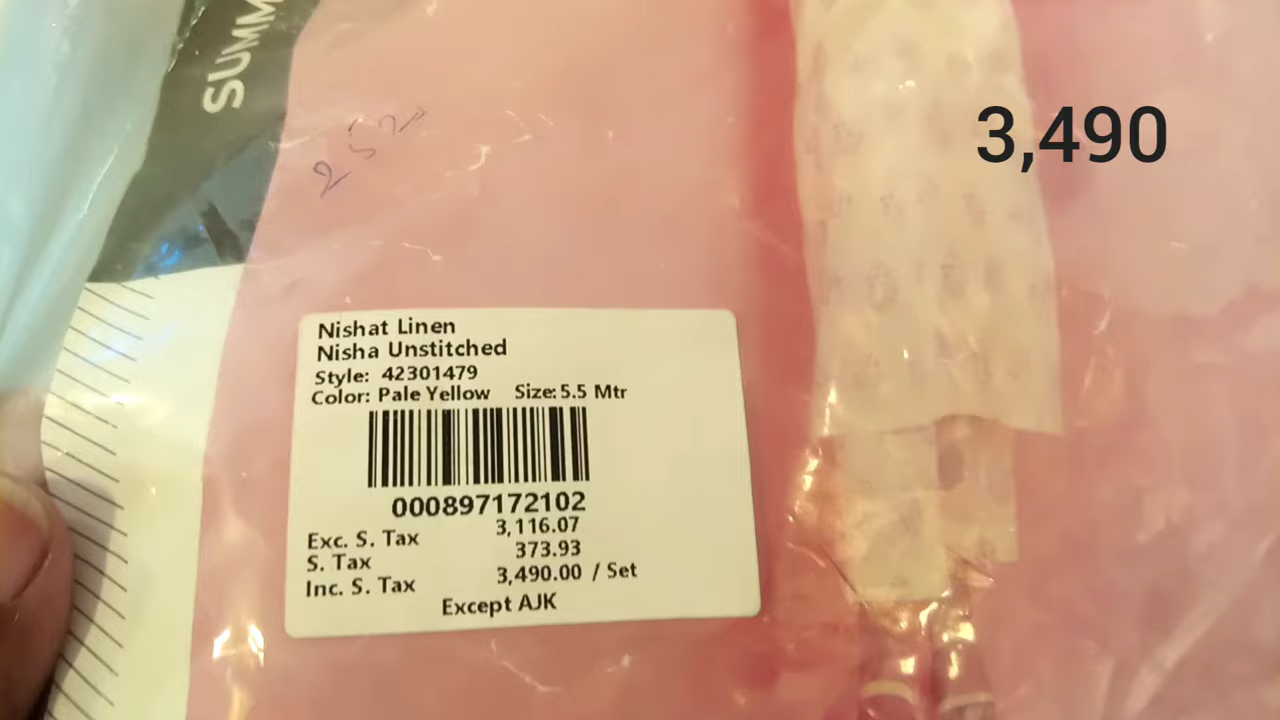 SUMM
252
3,490
Nishat Linen
Nisha Unstitched
Style: 42301479
Color: Pale Yellow Size: 5.5 Mtr
000897172102
Exc. S. Tax 3,116.07
S. Tax 373.93
Inc. S. Tax 3,490.00 / Set
Except AJK